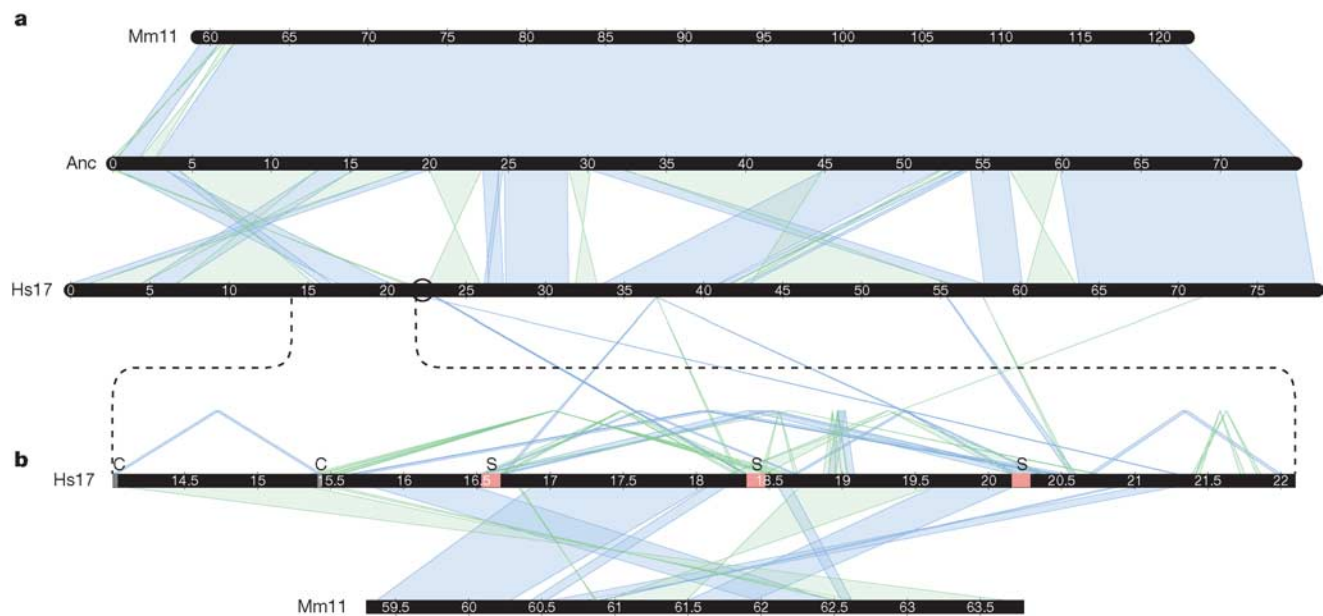 a
Mm11 60 65 70 75 80 85 90 95 100 105 110 115 120
Anc 0 5 10 15 20 25 30 35 40 45 50 55 60 65 70
Hs17 0 5 10 15 20 25 30 35 40 45 50 55 60 65 70 75
b
C C S S S
Hs17 14.5 15 15.5 16 16.5 17 17.5 18 18.5 19 19.5 20 20.5 21 21.5 22
Mm11 59.5 60 60.5 61 61.5 62 62.5 63 63.5